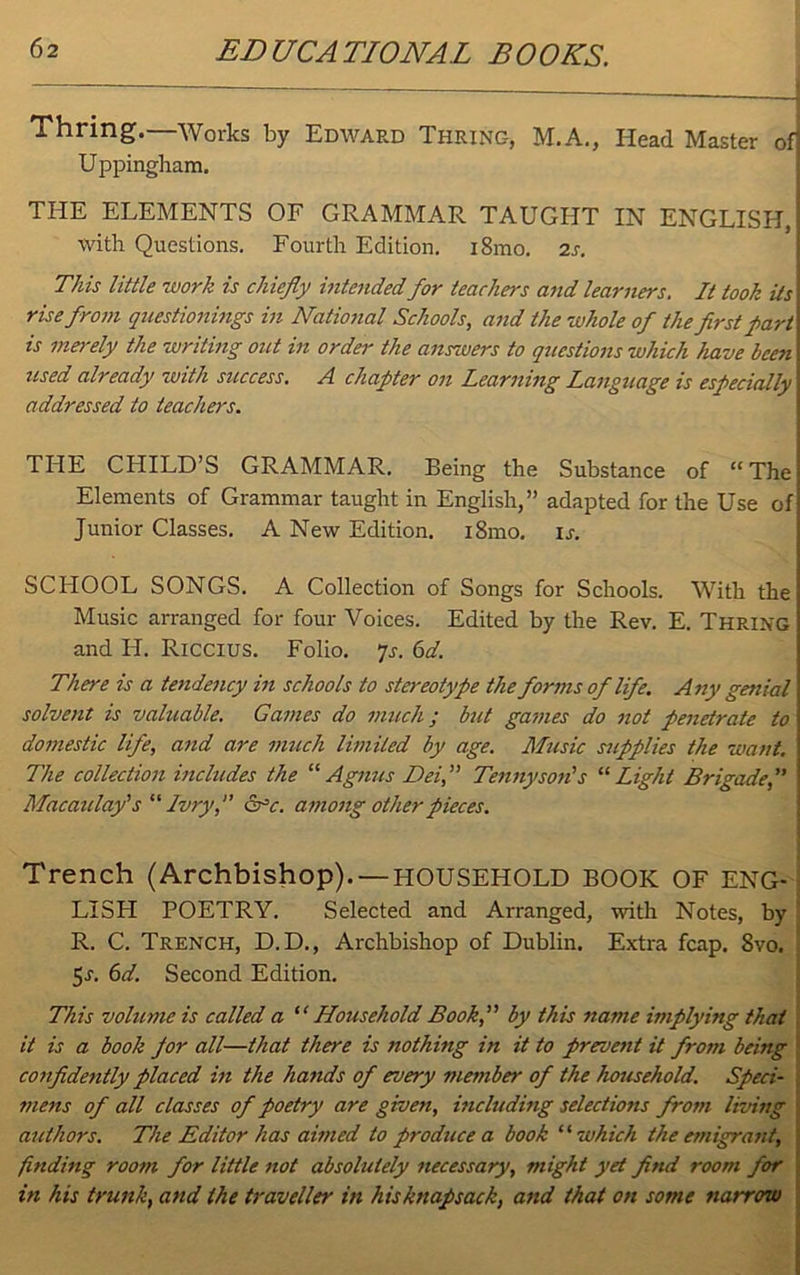 62 EDUCATIONAL BOOKS.
Thring.—Works by EDWARD THRING, M.A., Head Master of
Uppingham.
THE ELEMENTS OF GRAMMAR TAUGHT IN ENGLISH,
with Questions. Fourth Edition. 18mo. 2s.
This little work is chiefly intended for teachers and learners. It took its
rise from questionings in National Schools, and the whole of the first part
is merely the writing out in order the answers to questions which have been
used already with success. A chapter on Learning Language is especially
addressed to teachers.
THE CHILD'S GRAMMAR. Being the Substance of “The
Elements of Grammar taught in English,” adapted for the Use of
Junior Classes. A New Edition. 18mo. 1s.
SCHOOL SONGS. A Collection of Songs for Schools. With the
Music arranged for four Voices. Edited by the Rev. E. THRING
and H. RICCIUS. Folio. 7s. 6d.
There is a tendency in schools to stereotype the forms of life. Any genial
solvent is valuable. Games do much; but games do not penetrate to
domestic life, and are much limited by age. Music supplies the want.
The collection includes the “Agnus Dei,” Tennyson's “Light Brigade,”
Macaulay's “Ivry,” &c. among other pieces.
Trench (Archbishop).—HOUSEHOLD BOOK OF ENG-
LISH POETRY. Selected and Arranged, with Notes, by
R. C. TRENCH, D.D., Archbishop of Dublin. Extra fcap. 8vo.
5s. 6d. Second Edition.
This volume is called a “Household Book,” by this name implying that
it is a book for all—that there is nothing in it to prevent it from being
confidently placed in the hands of every member of the household. Speci-
mens of all classes of poetry are given, including selections from living
authors. The Editor has aimed to produce a book “which the emigrant,
finding room for little not absolutely necessary, might yet find room for
in his trunk, and the traveller in his knapsack, and that on some narrow